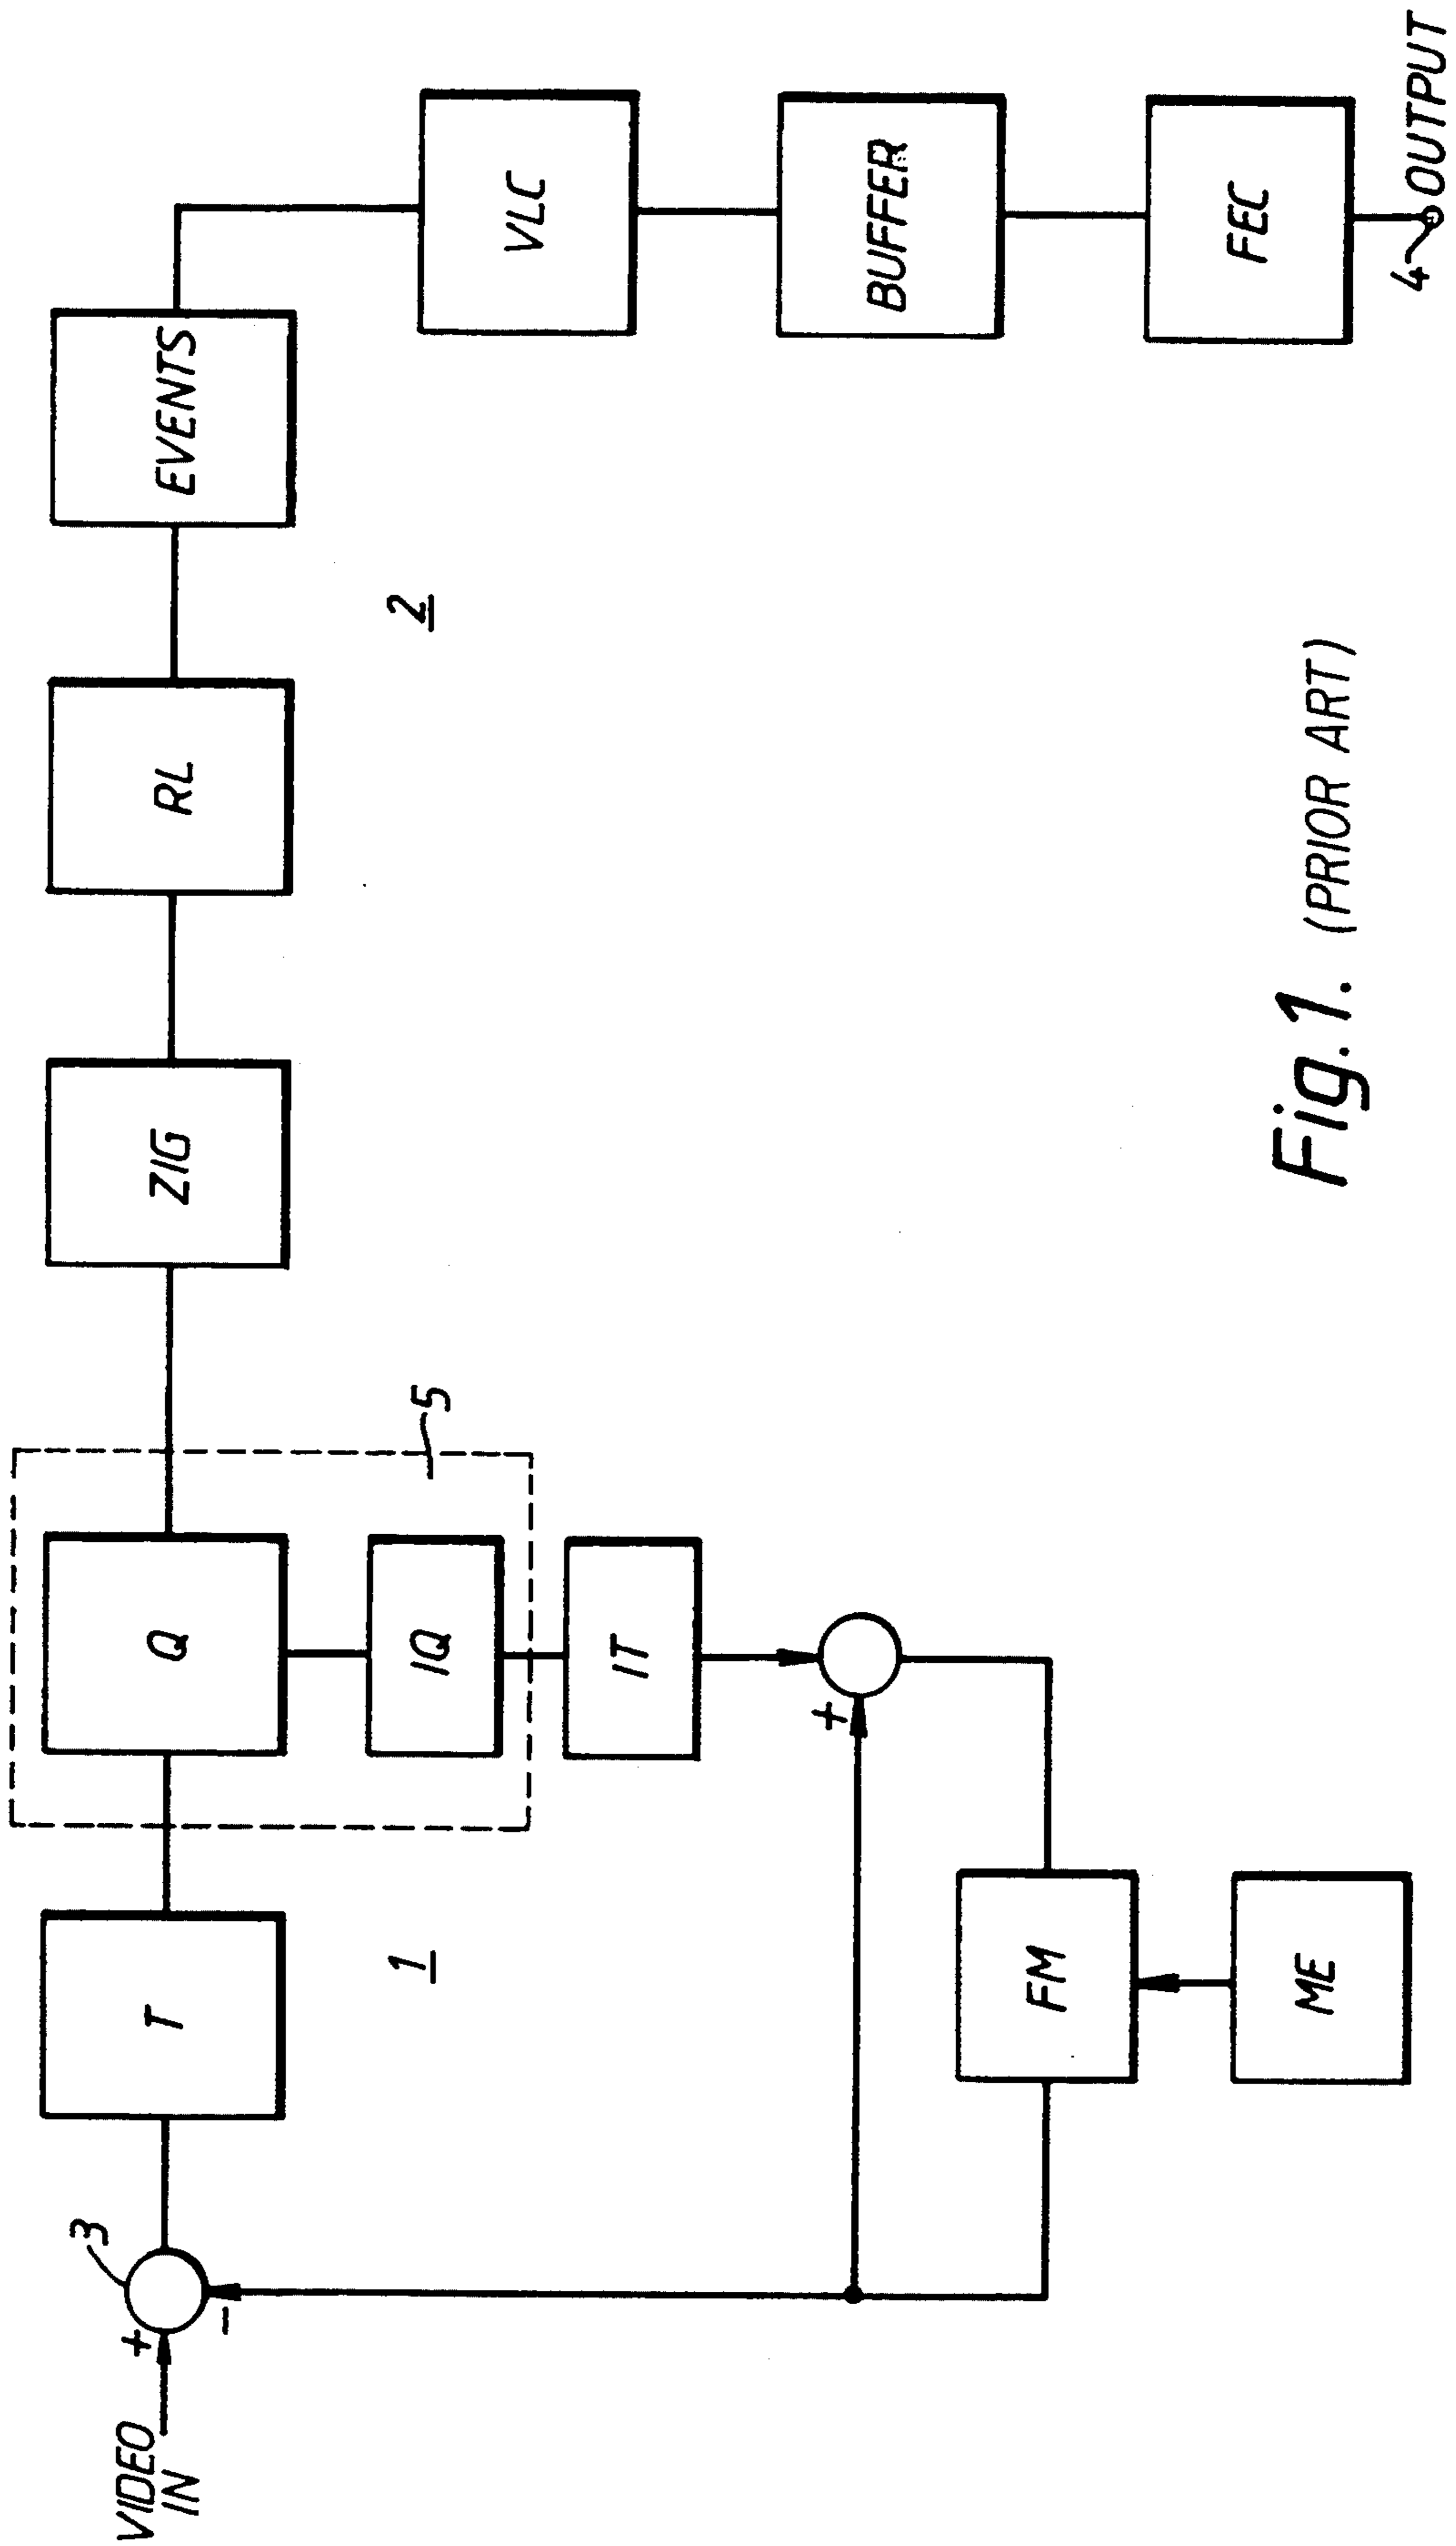 VIDEO
IN
+
-
3
T
Q
IQ
5
IT
+
ZIG
RL
EVENTS
VLC
BUFFER
FEC
4
OUTPUT
1
2
FM
ME
Fig.1. (PRIOR ART)